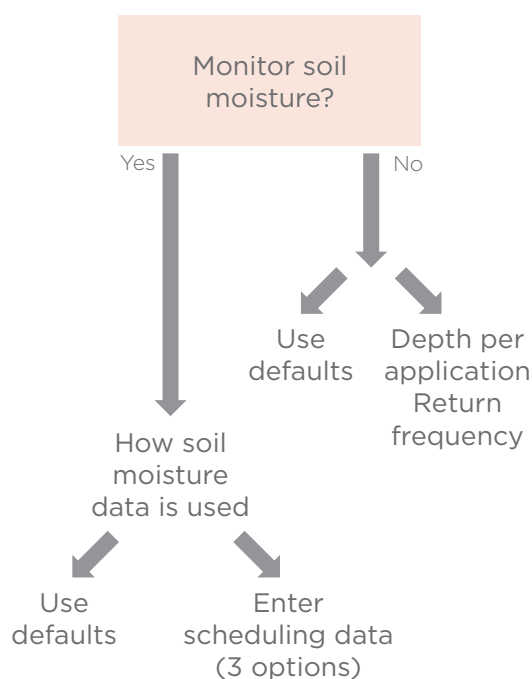 Monitor soil
moisture?
Yes
No
Use
defaults
Depth per
application
Return
frequency
How soil
moisture
data is used
Use
defaults
Enter
scheduling data
(3 options)